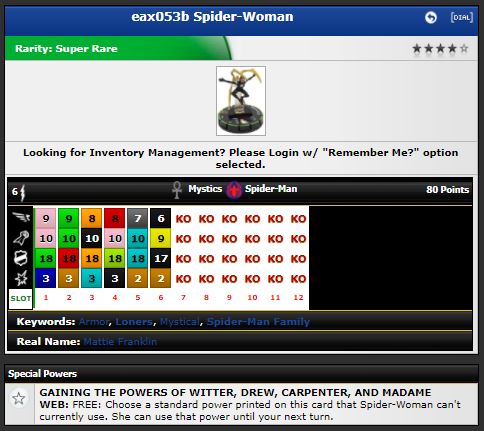 eax053b Spider-Woman
[DIAL]
Rarity: Super Rare
Looking for Inventory Management? Please Login w/ "Remember Me?" option
selected.
6 Mystics Spider-Man 80 Points
9 9 8 8 7 6 KO KO KO KO KO KO
10 10 10 10 10 9 KO KO KO KO KO KO
18 18 18 18 18 17 KO KO KO KO KO KO
3 3 3 3 2 2 KO KO KO KO KO KO
SLOT 1 2 3 4 5 6 7 8 9 10 11 12
Keywords: Armor, Loners, Mystical, Spider-Man Family
Real Name: Mattie Franklin
Special Powers
GAINING THE POWERS OF WITTER, DREW, CARPENTER, AND MADAME
WEB: FREE: Choose a standard power printed on this card that Spider-Woman can't
currently use. She can use that power until your next turn.